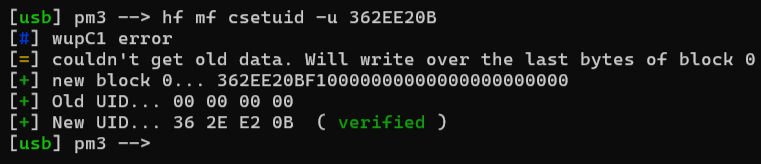 [usb] pm3 --> hf mf csetuid -u 362EE20B
[#] wupC1 error
[=] couldn't get old data. Will write over the last bytes of block 0
[+] new block 0... 362EE20BF10000000000000000000000
[+] Old UID... 00 00 00 00
[+] New UID... 36 2E E2 0B  ( verified )
[usb] pm3 -->